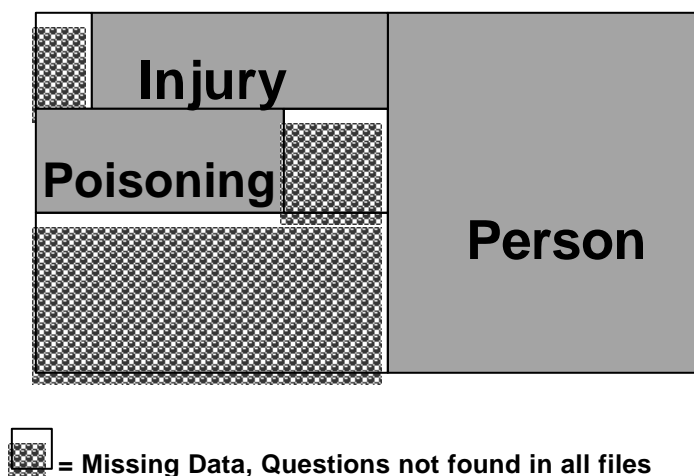 Injury
Poisoning
Person
= Missing Data, Questions not found in all files